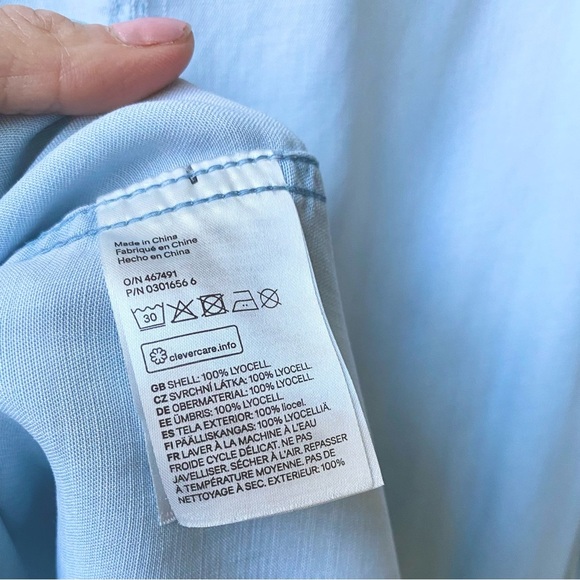 Made in China
Fabriqué en Chine
Hecho en China
O/N 467491
P/N 0301656 6
30
clevercare.info
GB SHELL: 100% LYOCELL
CZ SVRCHNÍ LÁTKA: 100% LYOCELL
DE OBERMATERIAL: 100% LYOCELL
EE ÜMBRIS: 100% LYOCELL
ES TELA EXTERIOR: 100% liocel.
FI PÄÄLLISKANGAS: 100% LYOCELLIÄ
FR LAVER À LA MACHINE À L'EAU
FROIDE CYCLE DÉLICAT. NE PAS
JAVELLISER. SÉCHER À L'AIR. REPASSER
À TEMPÉRATURE MOYENNE. PAS DE
NETTOYAGE À SEC. EXTERIEUR: 100%